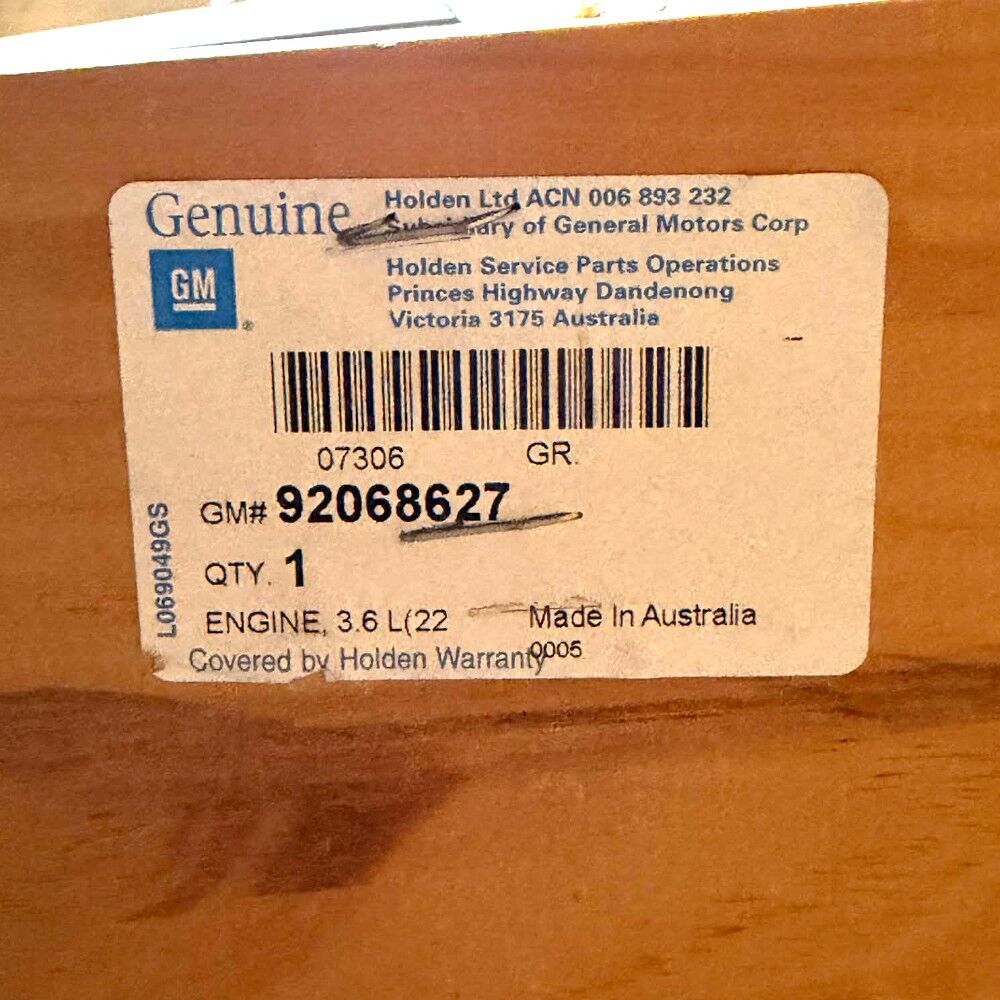 Genuine
GM
®
Holden Ltd ACN 006 893 232
Subsidiary of General Motors Corp
Holden Service Parts Operations
Princes Highway Dandenong
Victoria 3175 Australia
07306 GR.
GM# 92068627
QTY. 1
ENGINE, 3.6 L(22 Made In Australia
0005
Covered by Holden Warranty
L069049GS